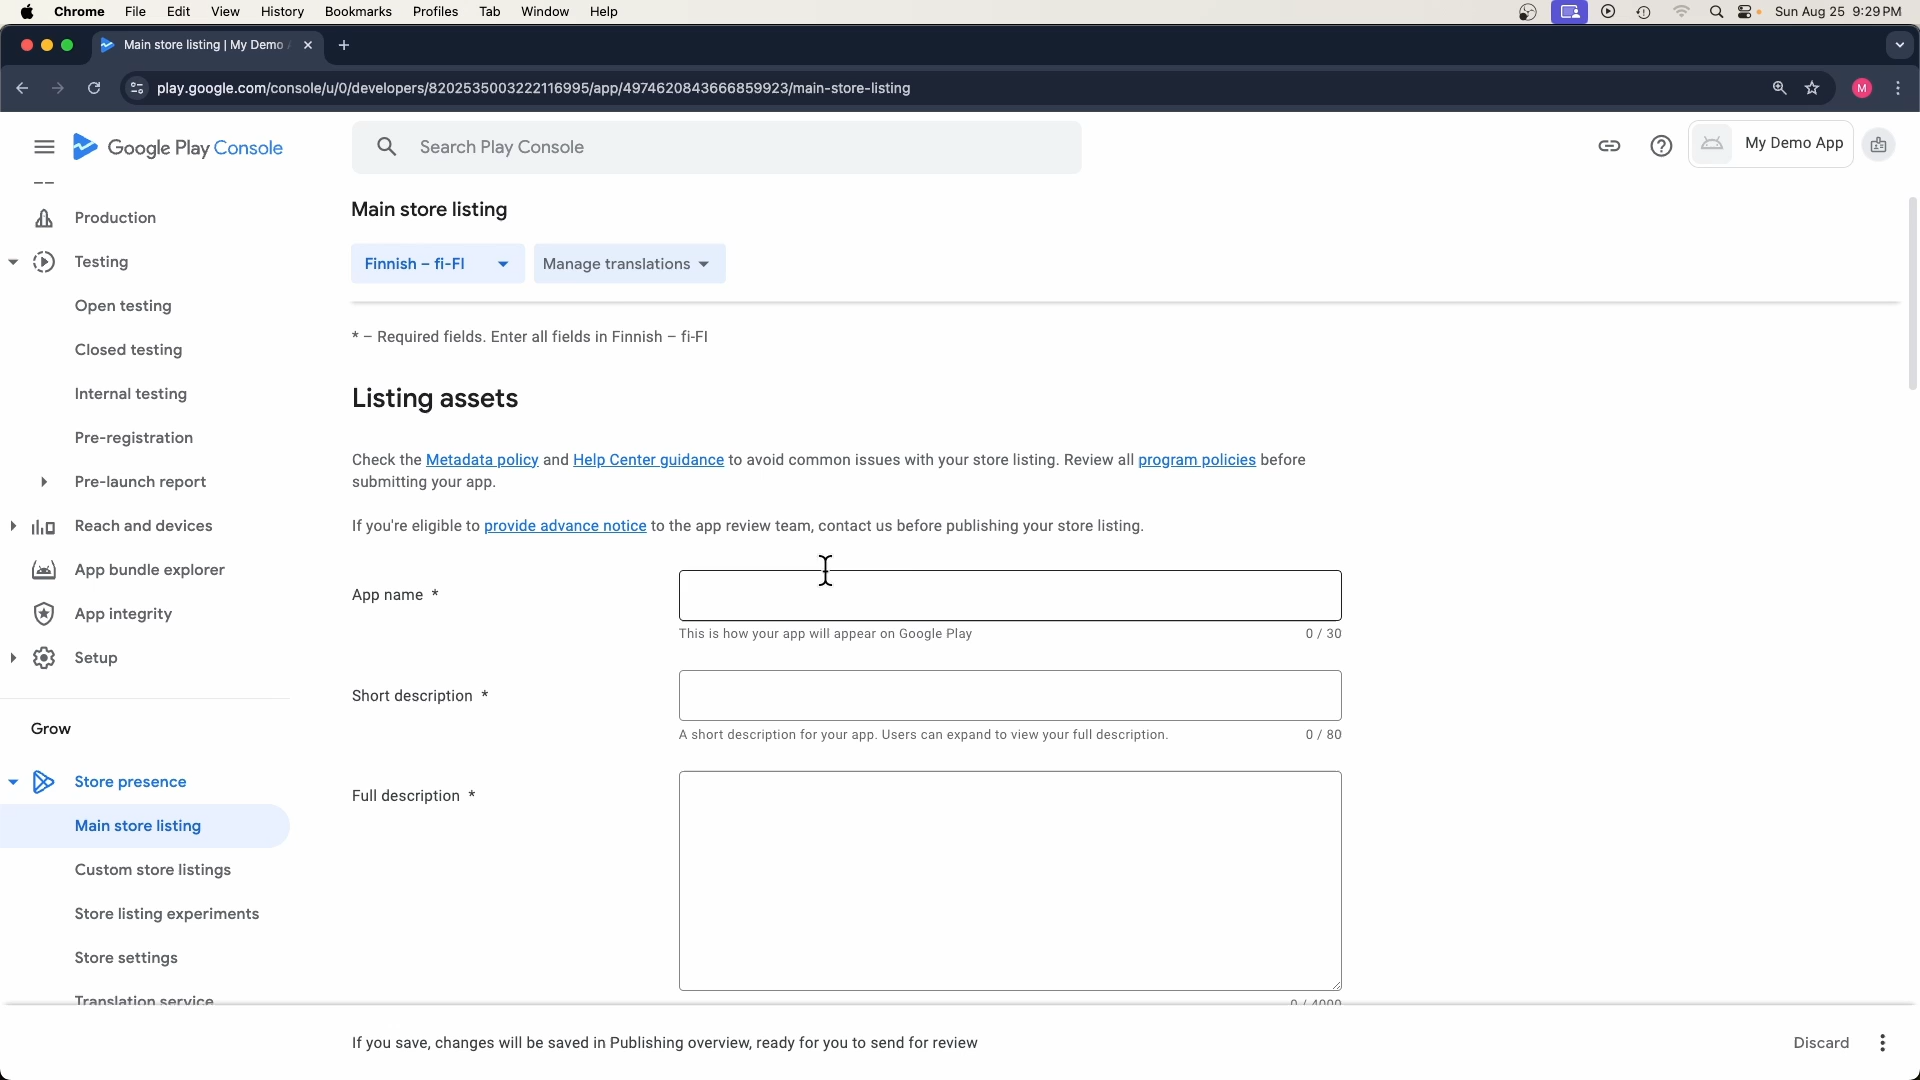 Chrome File Edit View History Bookmarks Profiles Tab Window Help Sun Aug 25 9:29 PM
Main store listing | My Demo
play.google.com/console/u/0/developers/8202535003222116995/app/4974620843666859923/main-store-listing
M
Google Play Console
Search Play Console
My Demo App
Production
Testing
Open testing
Closed testing
Internal testing
Pre-registration
Pre-launch report
Reach and devices
App bundle explorer
App integrity
Setup
Grow
Store presence
Main store listing
Custom store listings
Store listing experiments
Store settings
Translation service
Main store listing
Finnish – fi-FI
Manage translations
* – Required fields. Enter all fields in Finnish – fi-FI
Listing assets
Check the Metadata policy and Help Center guidance to avoid common issues with your store listing. Review all program policies before
submitting your app.
If you're eligible to provide advance notice to the app review team, contact us before publishing your store listing.
App name *
This is how your app will appear on Google Play 0 / 30
Short description *
A short description for your app. Users can expand to view your full description. 0 / 80
Full description *
0 / 4000
If you save, changes will be saved in Publishing overview, ready for you to send for review
Discard